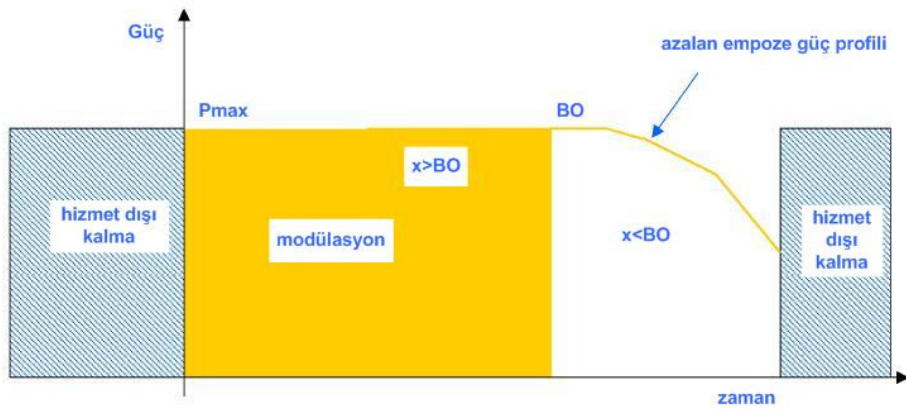 Güç
azalan empoze güç profili
Pmax
BO
x>BO
hizmet dışı
kalma
modülasyon
x<BO
hizmet
dışı
kalma
zaman